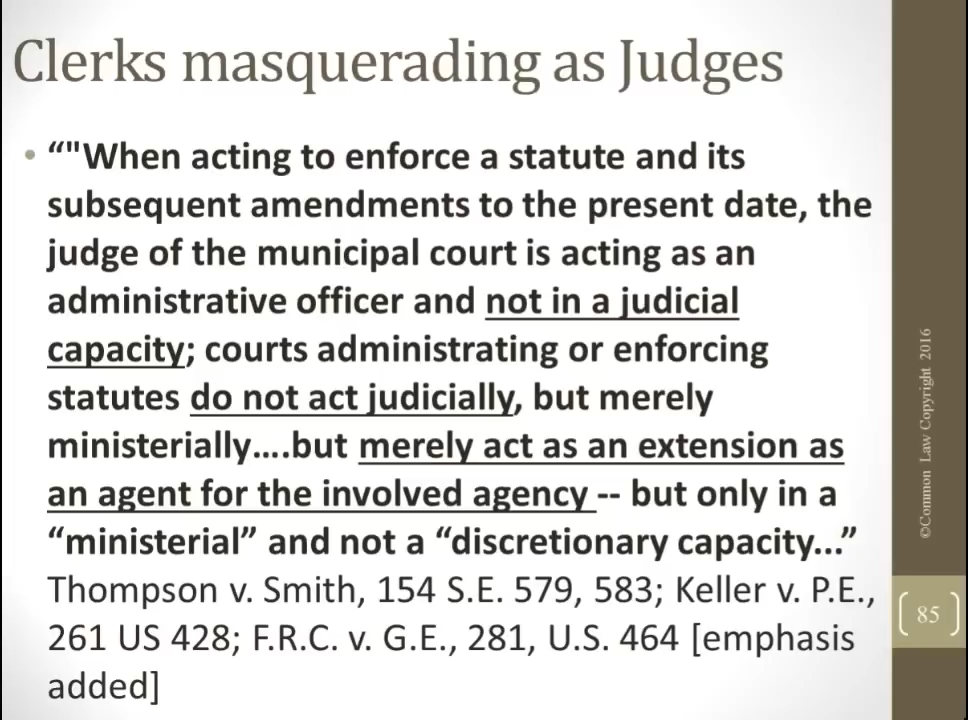 Clerks masquerading as Judges
• “"When acting to enforce a statute and its
subsequent amendments to the present date, the
judge of the municipal court is acting as an
administrative officer and not in a judicial
capacity; courts administrating or enforcing
statutes do not act judicially, but merely
ministerially….but merely act as an extension as
an agent for the involved agency -- but only in a
“ministerial” and not a “discretionary capacity...”
Thompson v. Smith, 154 S.E. 579, 583; Keller v. P.E.,
261 US 428; F.R.C. v. G.E., 281, U.S. 464 [emphasis
added]
©Common Law Copyright 2016
85